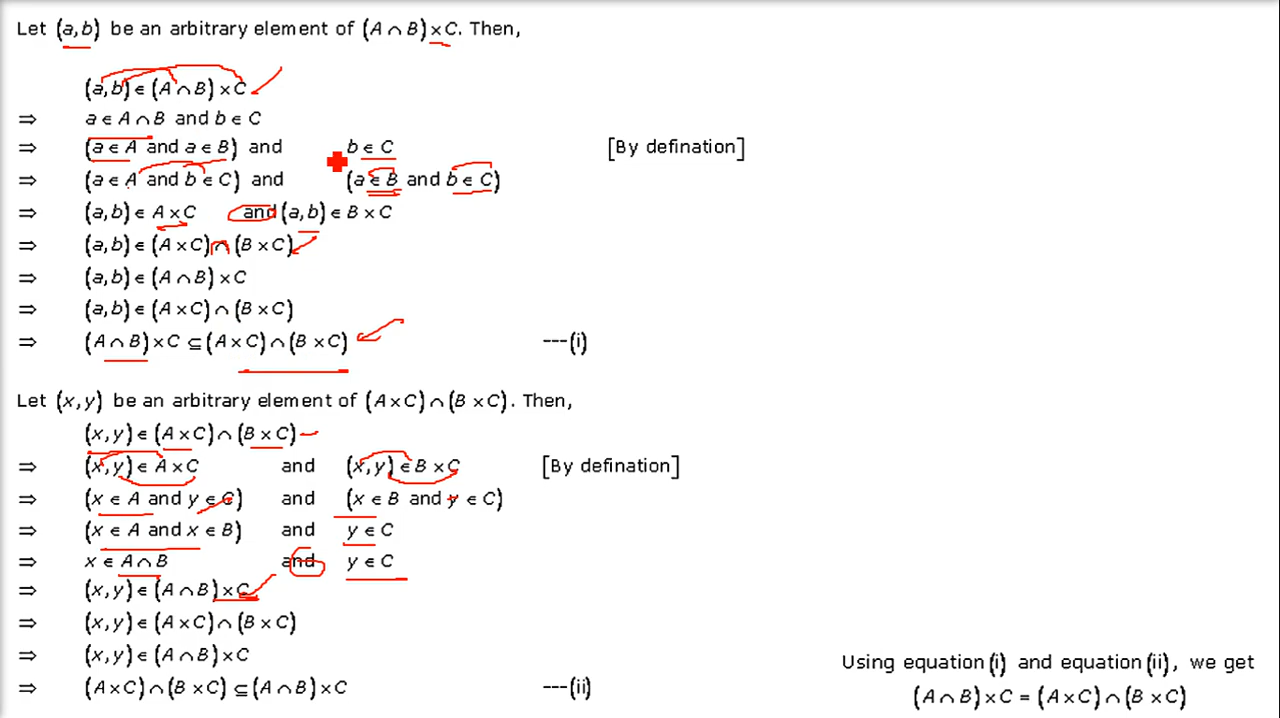 Let (a,b) be an arbitrary element of (A ∩ B) × C. Then,
(a,b) ∈ (A ∩ B) × C
⇒ a ∈ A ∩ B and b ∈ C
⇒ (a ∈ A and a ∈ B) and b ∈ C [By defination]
⇒ (a ∈ A and b ∈ C) and (a ∈ B and b ∈ C)
⇒ (a,b) ∈ A × C and (a,b) ∈ B × C
⇒ (a,b) ∈ (A × C) ∩ (B × C)
⇒ (a,b) ∈ (A ∩ B) × C
⇒ (a,b) ∈ (A × C) ∩ (B × C)
⇒ (A ∩ B) × C ⊆ (A × C) ∩ (B × C) ---(i)
Let (x,y) be an arbitrary element of (A × C) ∩ (B × C). Then,
(x,y) ∈ (A × C) ∩ (B × C)
⇒ (x,y) ∈ A × C and (x,y) ∈ B × C [By defination]
⇒ (x ∈ A and y ∈ C) and (x ∈ B and y ∈ C)
⇒ (x ∈ A and x ∈ B) and y ∈ C
⇒ x ∈ A ∩ B and y ∈ C
⇒ (x,y) ∈ (A ∩ B) × C
⇒ (x,y) ∈ (A × C) ∩ (B × C)
⇒ (x,y) ∈ (A ∩ B) × C
⇒ (A × C) ∩ (B × C) ⊆ (A ∩ B) × C ---(ii)
Using equation (i) and equation (ii), we get
(A ∩ B) × C = (A × C) ∩ (B × C)